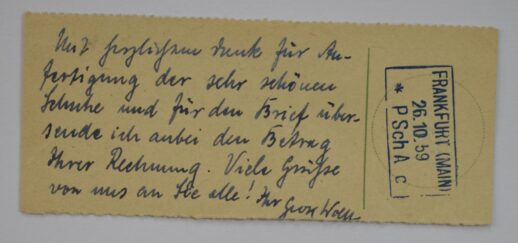 Mit herzlichem Dank für An-
fertigung der sehr schönen
Schuhe und für den Brief über-
sende ich anbei den Betrag
Ihrer Rechnung. Viele Grüße
von uns an Sie alle! Ihr
FRANKFURT (MAIN)
26.10.59
* PSchA c